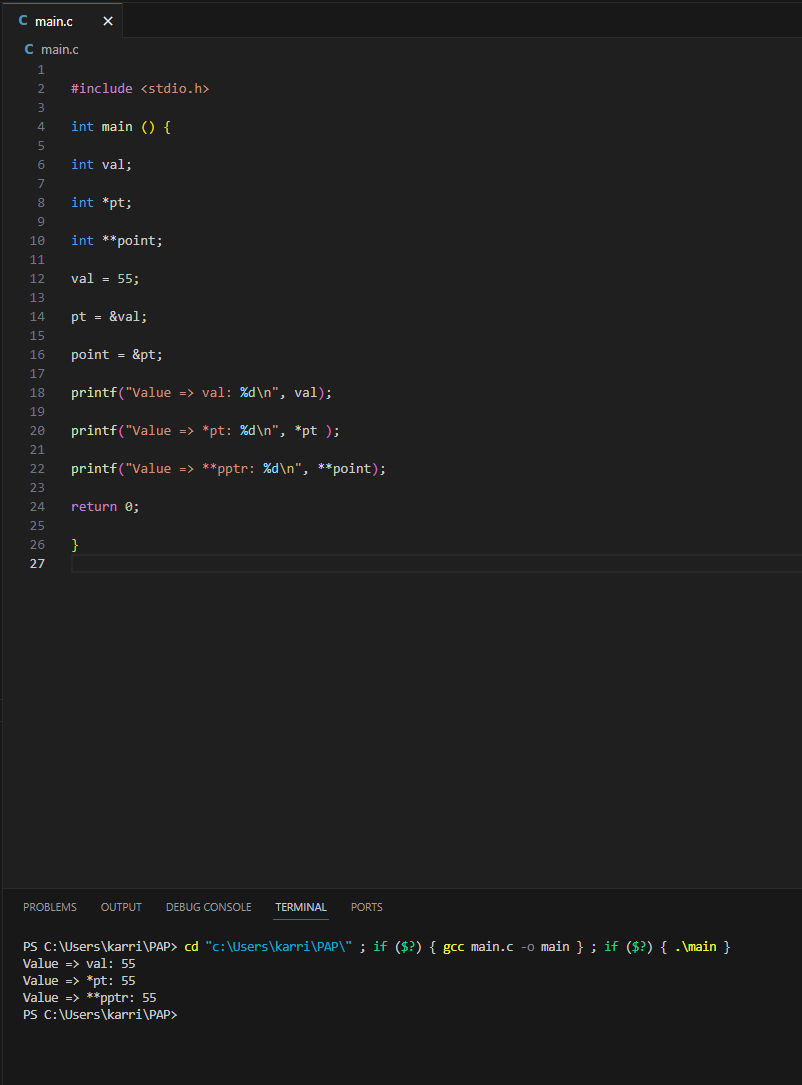 C main.c ×
C main.c
1
2 #include <stdio.h>
3
4 int main () {
5
6 int val;
7
8 int *pt;
9
10 int **point;
11
12 val = 55;
13
14 pt = &val;
15
16 point = &pt;
17
18 printf("Value => val: %d\n", val);
19
20 printf("Value => *pt: %d\n", *pt );
21
22 printf("Value => **pptr: %d\n", **point);
23
24 return 0;
25
26 }
27
PROBLEMS OUTPUT DEBUG CONSOLE TERMINAL PORTS
PS C:\Users\karri\PAP> cd "c:\Users\karri\PAP\" ; if ($?) { gcc main.c -o main } ; if ($?) { .\main }
Value => val: 55
Value => *pt: 55
Value => **pptr: 55
PS C:\Users\karri\PAP>